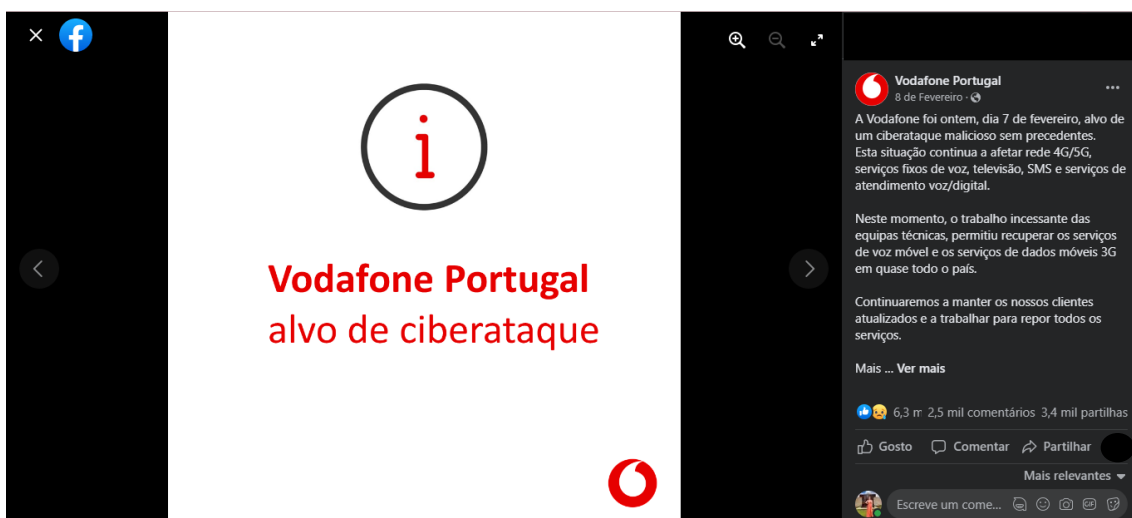 i
Vodafone Portugal
alvo de ciberataque
Vodafone Portugal
8 de Fevereiro ·
A Vodafone foi ontem, dia 7 de fevereiro, alvo de
um ciberataque malicioso sem precedentes.
Esta situação continua a afetar rede 4G/5G,
serviços fixos de voz, televisão, SMS e serviços de
atendimento voz/digital.
Neste momento, o trabalho incessante das
equipas técnicas, permitiu recuperar os serviços
de voz móvel e os serviços de dados móveis 3G
em quase todo o país.
Continuaremos a manter os nossos clientes
atualizados e a trabalhar para repor todos os
serviços.
Mais ... Ver mais
6,3 m 2,5 mil comentários 3,4 mil partilhas
Gosto Comentar Partilhar
Mais relevantes
Escreve um come... GIF